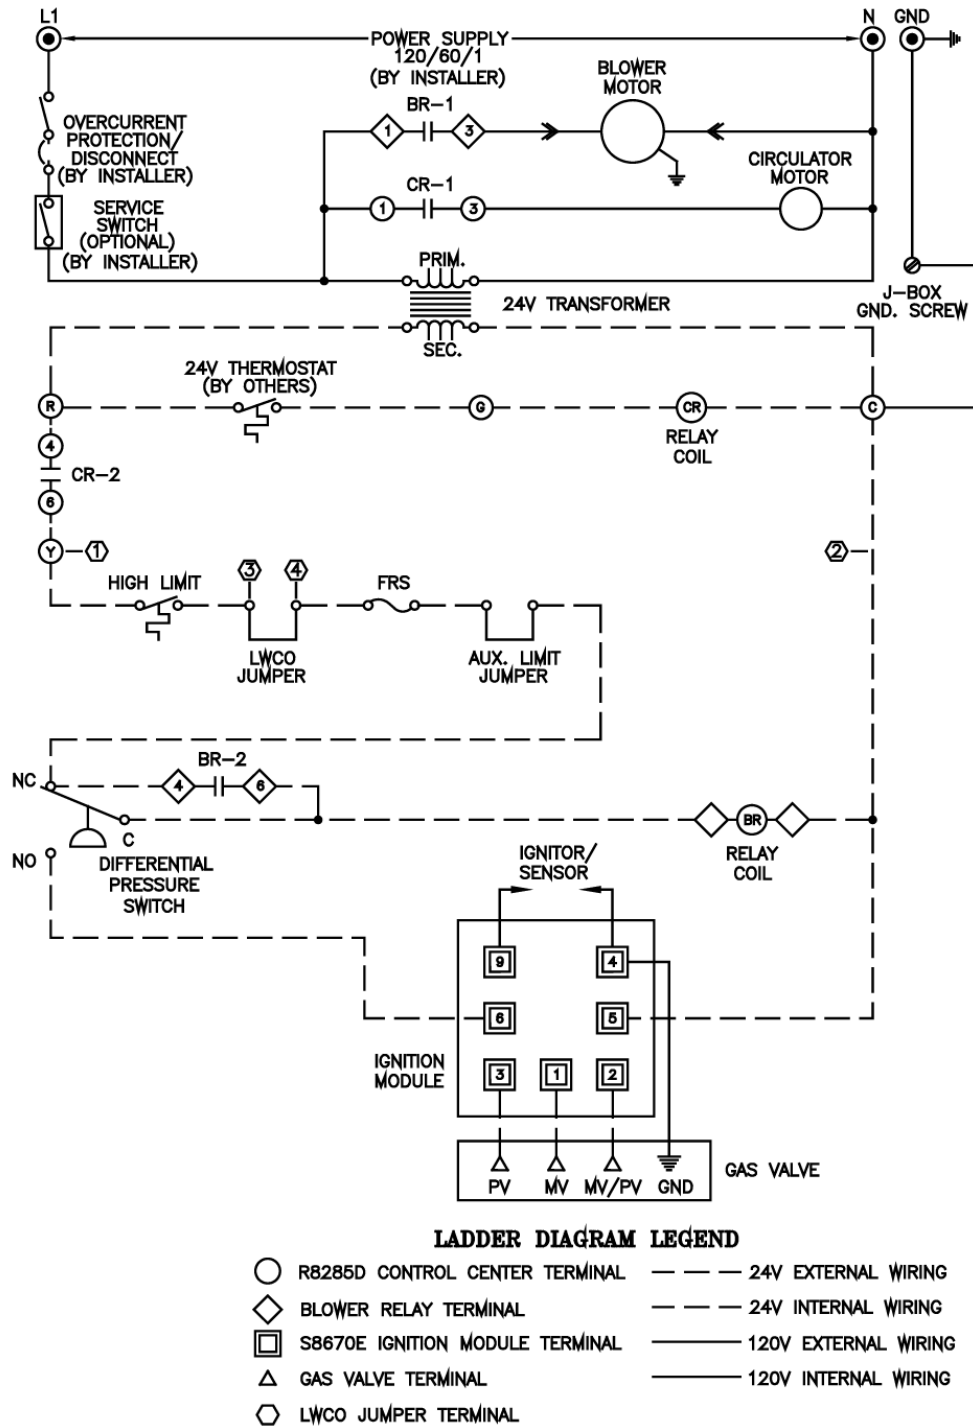 L1
N
GND
POWER SUPPLY
120/60/1
(BY INSTALLER)
BLOWER
MOTOR
BR-1
1
3
OVERCURRENT
PROTECTION/
DISCONNECT
(BY INSTALLER)
CIRCULATOR
MOTOR
CR-1
1
3
SERVICE
SWITCH
(OPTIONAL)
(BY INSTALLER)
PRIM.
24V TRANSFORMER
SEC.
J-BOX
GND. SCREW
24V THERMOSTAT
(BY OTHERS)
R
G
CR
C
RELAY
COIL
4
CR-2
6
Y
1
2
HIGH LIMIT
3
4
FRS
LWCO
JUMPER
AUX. LIMIT
JUMPER
BR-2
NC
4
6
C
BR
RELAY
COIL
NO
DIFFERENTIAL
PRESSURE
SWITCH
IGNITOR/
SENSOR
9
4
6
5
IGNITION
MODULE
3
1
2
PV
MV
MV/PV
GND
GAS VALVE
LADDER DIAGRAM LEGEND
R8285D CONTROL CENTER TERMINAL
24V EXTERNAL WIRING
BLOWER RELAY TERMINAL
24V INTERNAL WIRING
S8670E IGNITION MODULE TERMINAL
120V EXTERNAL WIRING
GAS VALVE TERMINAL
120V INTERNAL WIRING
LWCO JUMPER TERMINAL